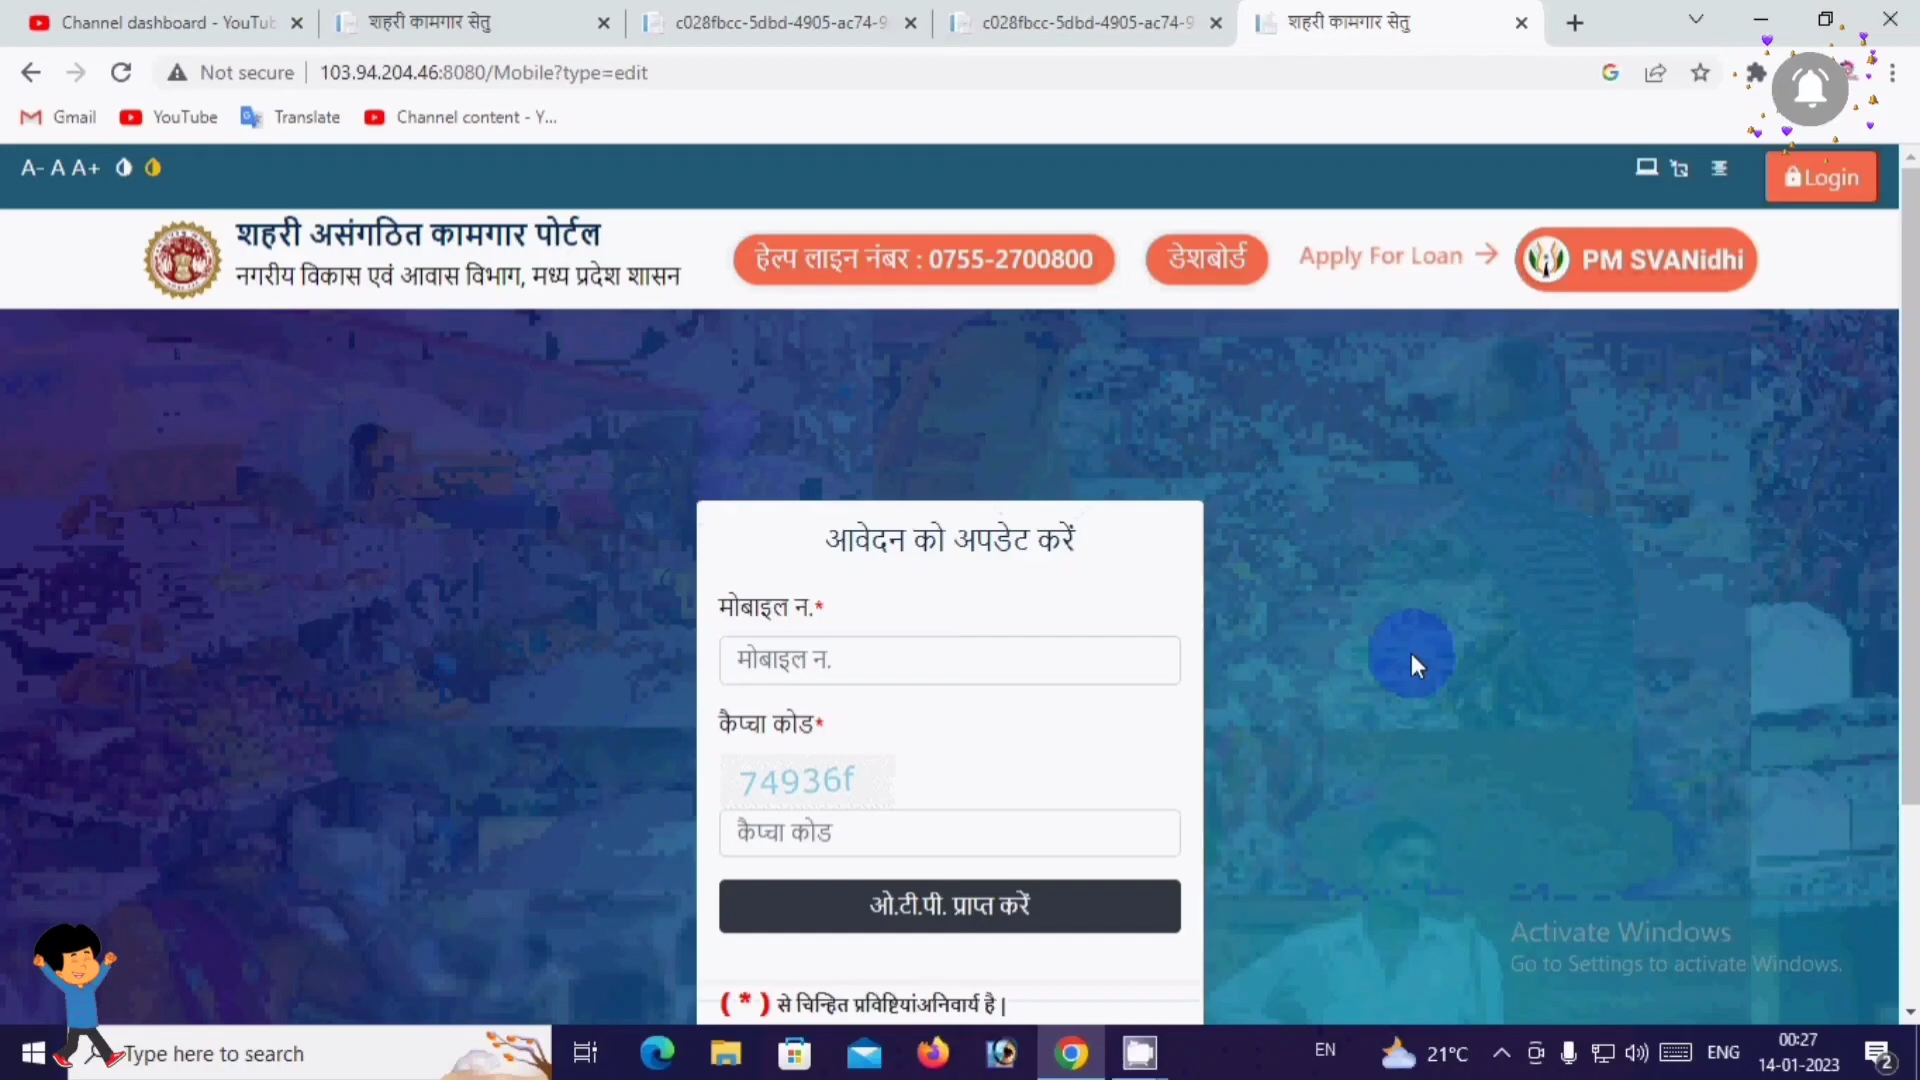 Channel dashboard - YouTub
शहरी कामगार सेतु
c028fbcc-5dbd-4905-ac74-9
c028fbcc-5dbd-4905-ac74-9
शहरी कामगार सेतु
Not secure
103.94.204.46:8080/Mobile?type=edit
Gmail
YouTube
Translate
Channel content - Y...
A- A A+
Login
शहरी असंगठित कामगार पोर्टल
नगरीय विकास एवं आवास विभाग, मध्य प्रदेश शासन
हेल्प लाइन नंबर : 0755-2700800
डेशबोर्ड
Apply For Loan →
PM SVANidhi
आवेदन को अपडेट करें
मोबाइल न.*
मोबाइल न.
कैप्चा कोड*
74936f
कैप्चा कोड
ओ.टी.पी. प्राप्त करें
( * ) से चिन्हित प्रविष्टियांअनिवार्य है |
Activate Windows
Go to Settings to activate Windows.
Type here to search
EN
21°C
ENG
00:27
14-01-2023
2